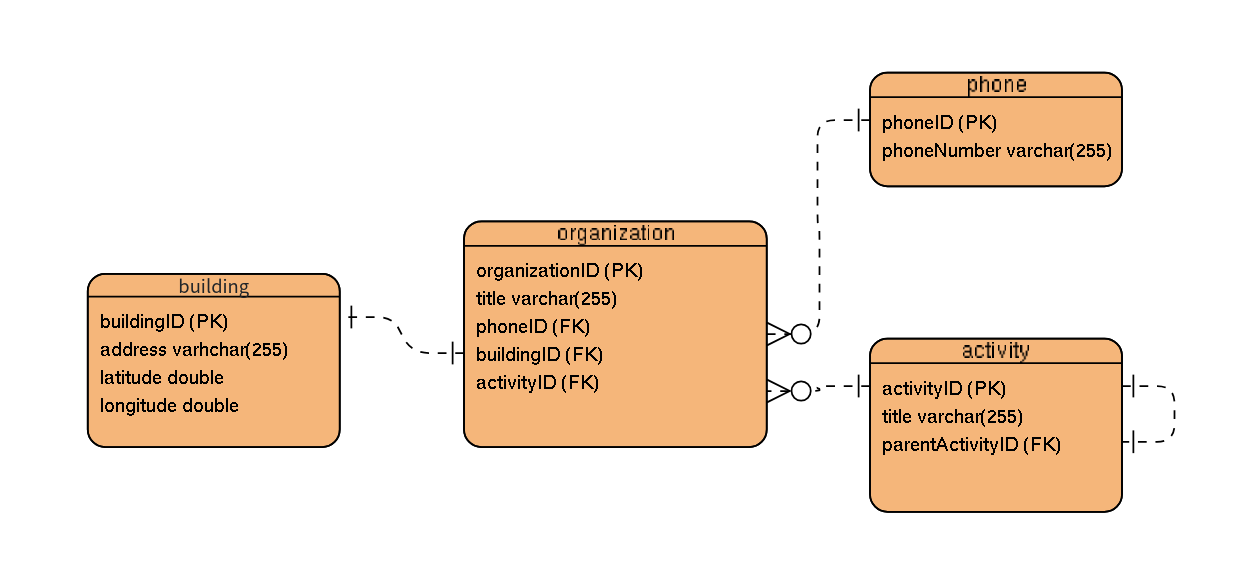 phone
phoneID (PK)
phoneNumber varchar(255)
organization
organizationID (PK)
title varchar(255)
phoneID (FK)
buildingID (FK)
activityID (FK)
building
buildingID (PK)
address varhchar(255)
latitude double
longitude double
activity
activityID (PK)
title varchar(255)
parentActivityID (FK)